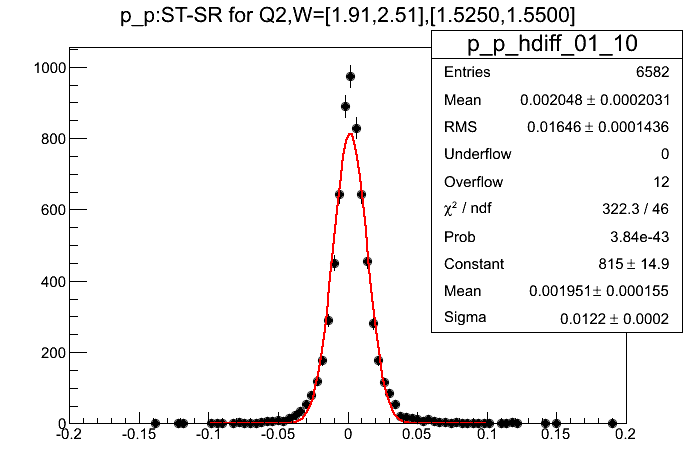 p_p:ST-SR for Q2,W=[1.91,2.51],[1.5250,1.5500]
p_p_hdiff_01_10
Entries 6582
Mean 0.002048 ± 0.0002031
RMS 0.01646 ± 0.0001436
Underflow 0
Overflow 12
χ² / ndf 322.3 / 46
Prob 3.84e-43
Constant 815 ± 14.9
Mean 0.001951 ± 0.000155
Sigma 0.0122 ± 0.0002
1000
800
600
400
200
0
-0.2 -0.15 -0.1 -0.05 0 0.05 0.1 0.15 0.2